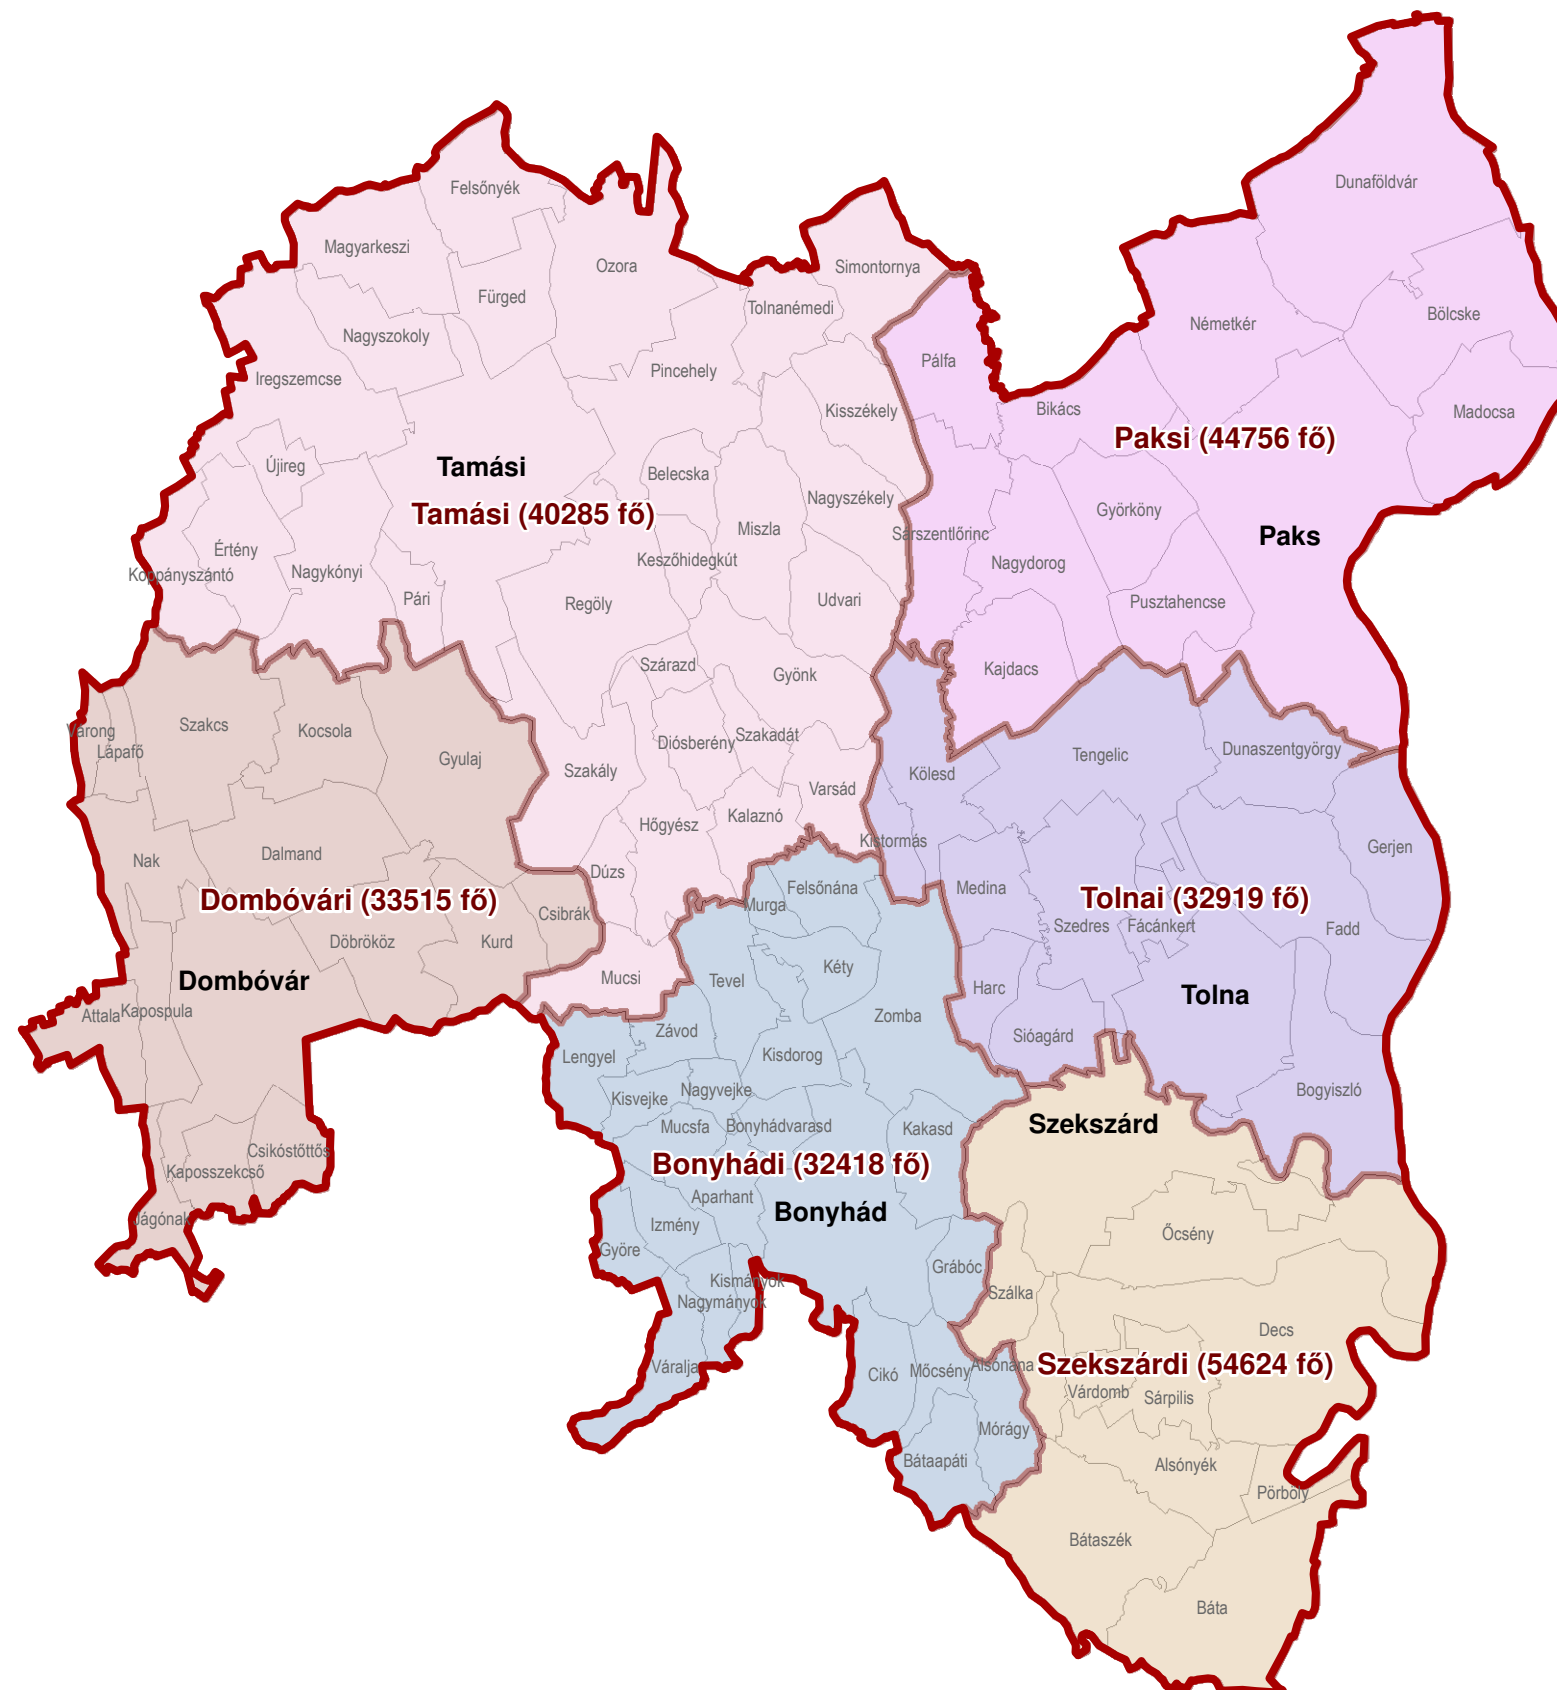 Dunaföldvár
Felsőnyék
Magyarkeszi
Ozora
Simontornya
Fürged
Tolnanémedi
Bölcske
Németkér
Nagyszokoly
Pálfa
Pincehely
Iregszemcse
Bikács
Kisszékely
Madocsa
Paksi (44756 fő)
Újireg
Tamási
Belecska
Nagyszékely
Györköny
Tamási (40285 fő)
Miszla
Sárszentlőrinc
Paks
Értény
Keszőhidegkút
Nagydorog
Koppányszántó
Nagykónyi
Pári
Regöly
Udvari
Pusztahencse
Szárazd
Gyönk
Kajdacs
Várong
Szakcs
Kocsola
Lápafő
Gyulaj
Diósberény
Szakadát
Tengelic
Dunaszentgyörgy
Szakály
Kölesd
Varsád
Kalaznó
Hőgyész
Kistormás
Gerjen
Nak
Dalmand
Dúzs
Felsőnána
Medina
Dombóvári (33515 fő)
Tolnai (32919 fő)
Murga
Csibrák
Szedres
Fácánkert
Fadd
Döbrököz
Kurd
Kéty
Dombóvár
Mucsi
Tevel
Harc
Tolna
Attala
Kapospula
Zomba
Závod
Sióagárd
Lengyel
Kisdorog
Nagyvejke
Bogyiszló
Kisvejke
Mucsfa
Bonyhádvarasd
Kakasd
Szekszárd
Csikóstőttős
Kaposszekcső
Bonyhádi (32418 fő)
Aparhant
Bonyhád
Jágónak
Izmény
Őcsény
Györe
Grábóc
Kismányok
Nagymányok
Szálka
Decs
Váralja
Cikó
Mőcsény
Alsónána
Szekszárdi (54624 fő)
Várdomb
Sárpilis
Mórágy
Bátaapáti
Alsónyék
Pörböly
Bátaszék
Báta